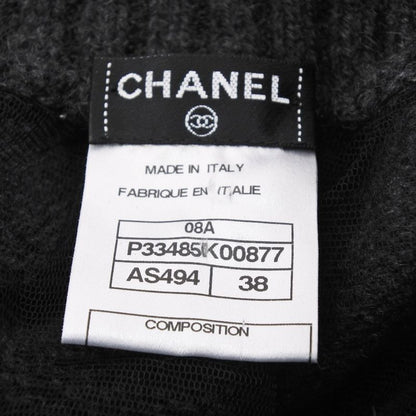 CHANEL
MADE IN ITALY
FABRIQUE EN ITALIE
08A
P33485K00877
AS494 38
COMPOSITION